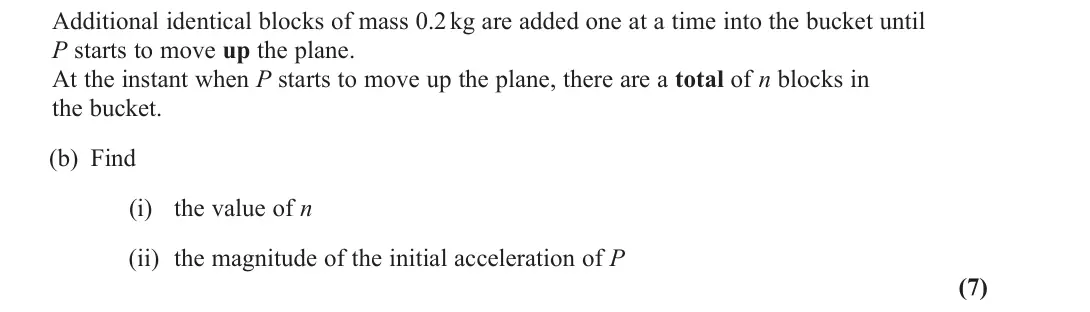 Additional identical blocks of mass 0.2 kg are added one at a time into the bucket until
P starts to move up the plane.
At the instant when P starts to move up the plane, there are a total of n blocks in
the bucket.
(b) Find
(i) the value of n
(ii) the magnitude of the initial acceleration of P
(7)